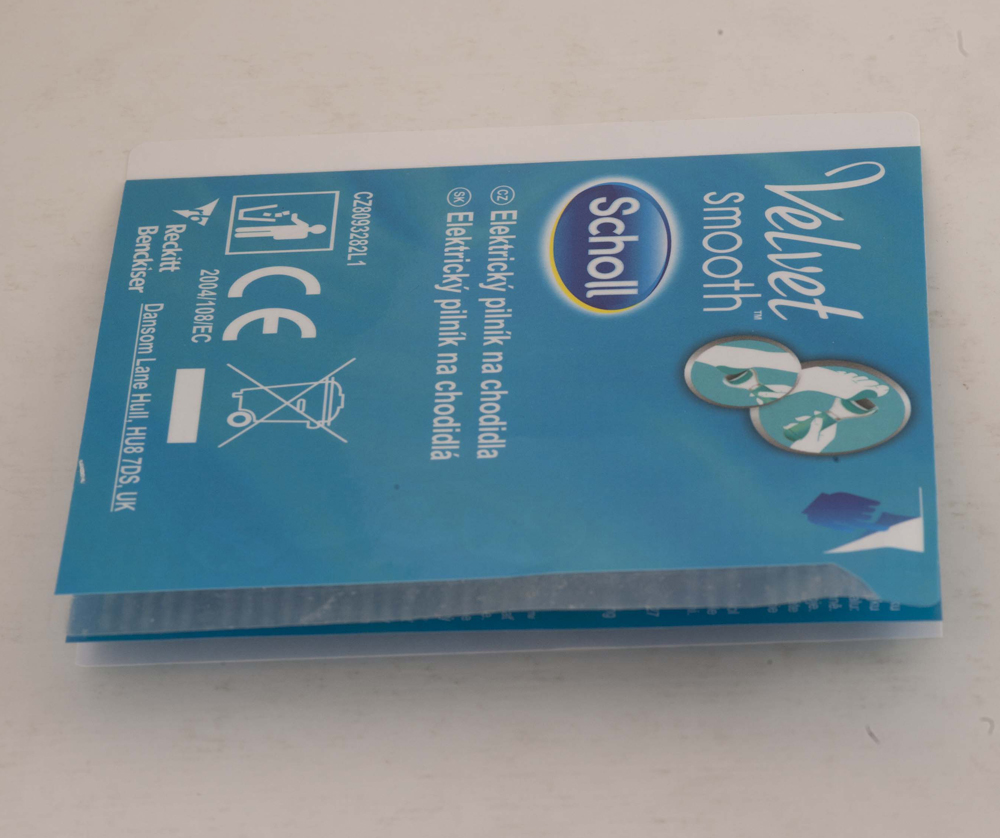 Velvet
Smooth™
Scholl
CZ Elektrický pilník na chodidla
SK Elektrický pilník na chodidlá
CZ8093282L1
CE
2004/108/EC
Reckitt
Benckiser
Dansom Lane Hull, HU8 7DS, UK